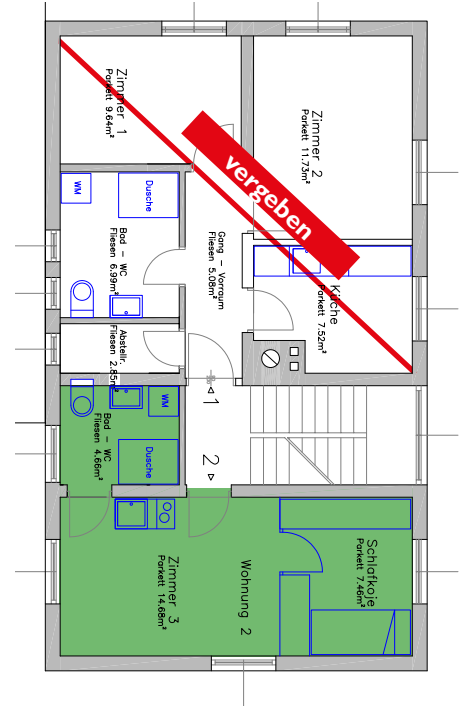 Zimmer 1
Parkett 9.64m²
Zimmer 2
Parkett 11.73m²
vergeben
WM
Dusche
Bad - WC
Fliesen 6.99m²
Gang - Vorraum
Fliesen 5.08m²
Küche
Parkett 7.52m²
Abstellr.
Fliesen 2.85m²
1
2
Bad - WC
Fliesen 4.66m²
WM
Dusche
Zimmer 3
Parkett 14.68m²
Wohnung 2
Schlafkoje
Parkett 7.46m²